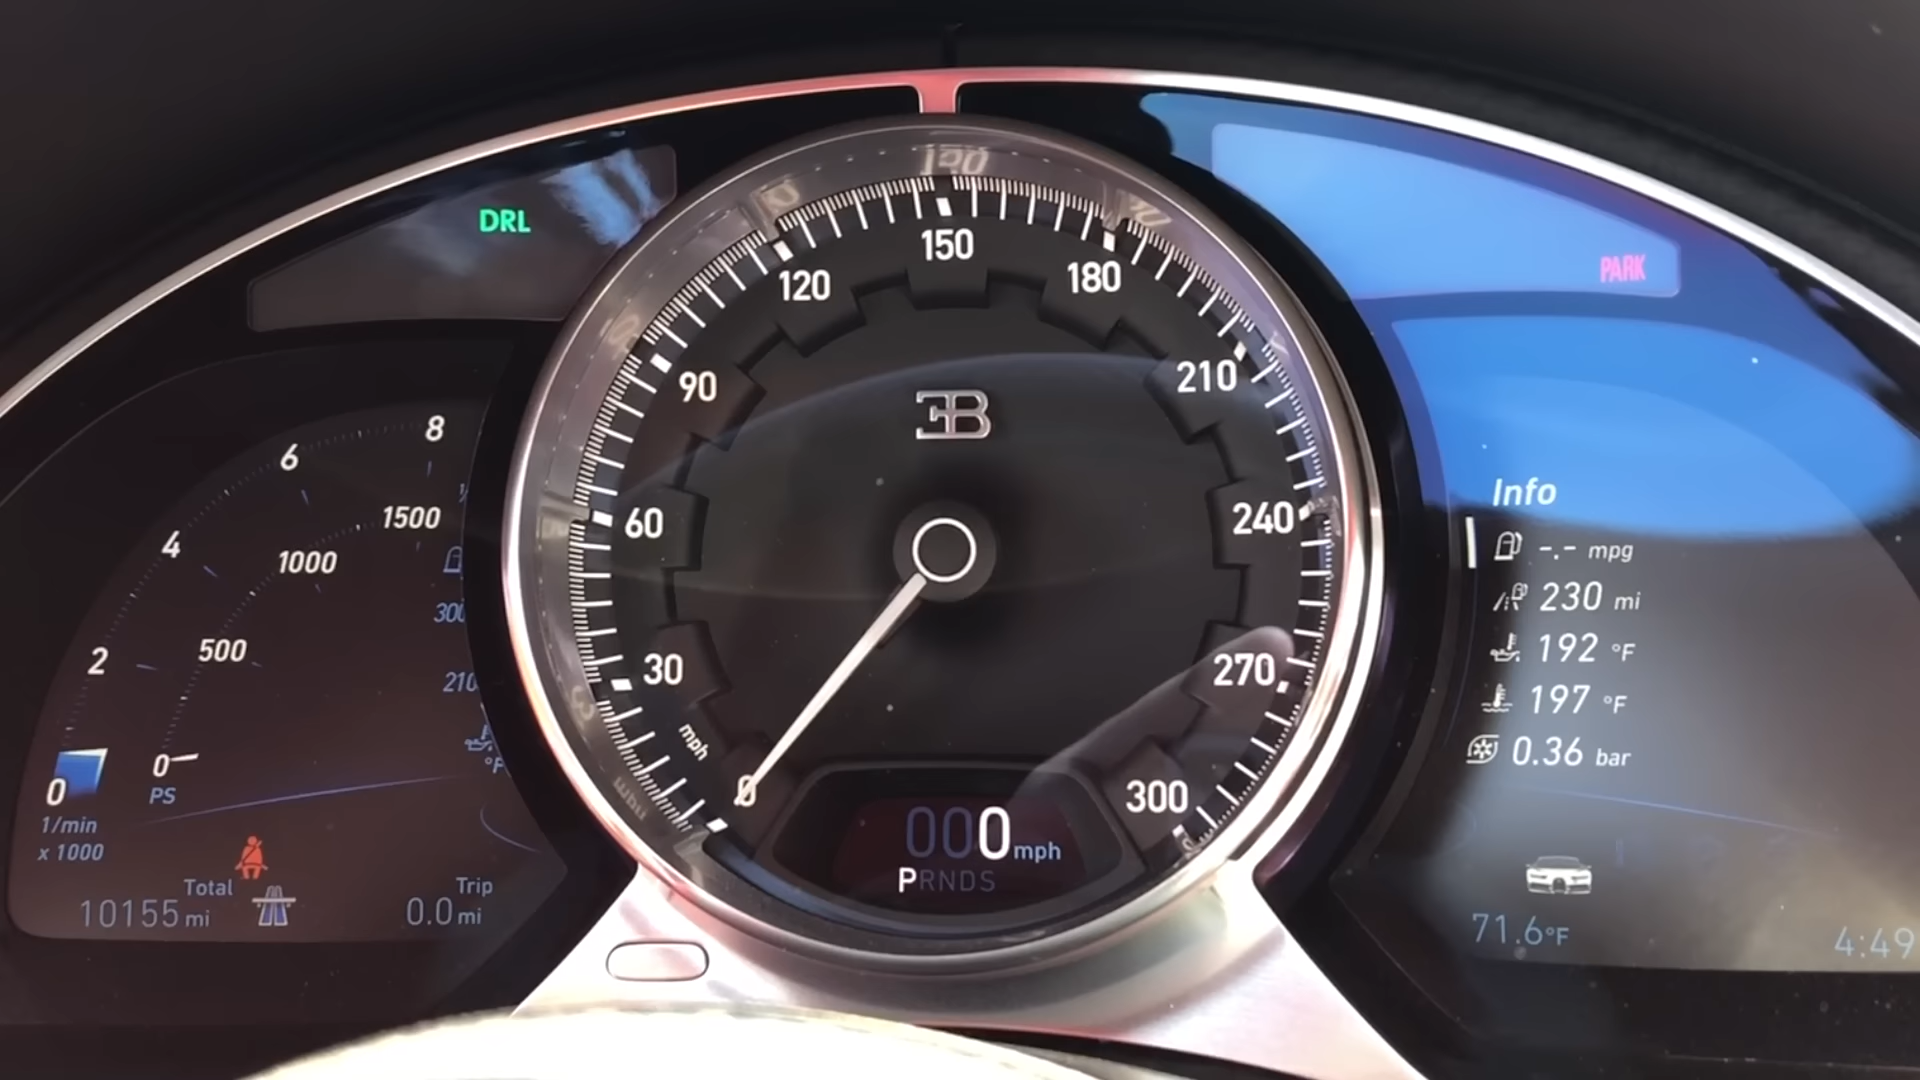 DRL
PARK
8
6
4
2
0
1/min
x 1000
1500
1000
500
0
PS
300
210
°F
Total
10155 mi
Trip
0.0 mi
0
30
60
90
120
150
180
210
240
270
300
mph
EB
000 mph
PRNDS
Info
-.- mpg
230 mi
192 °F
197 °F
0.36 bar
71.6°F
4:49